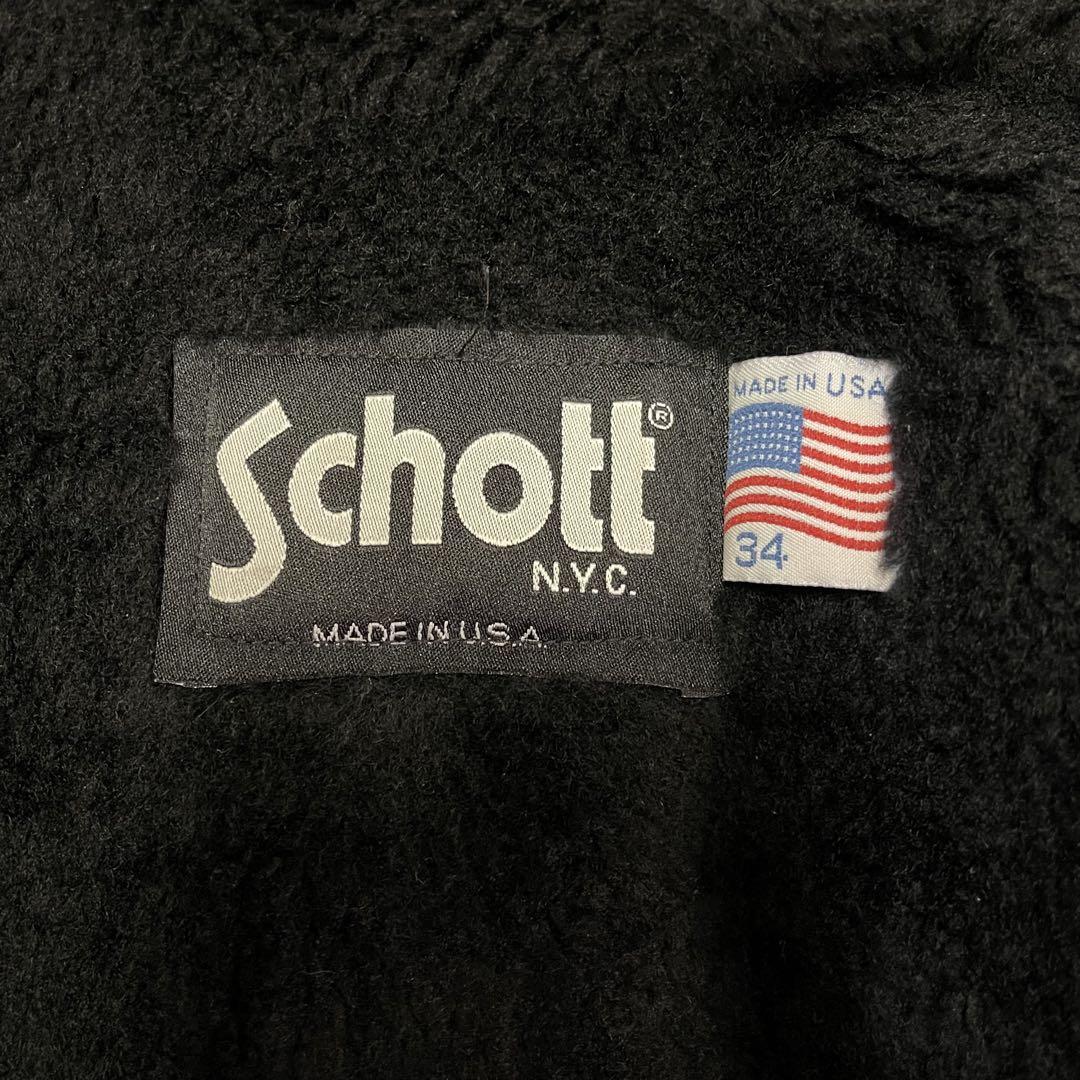 Schott®
N.Y.C.
MADE IN U.S.A.
MADE IN USA
34